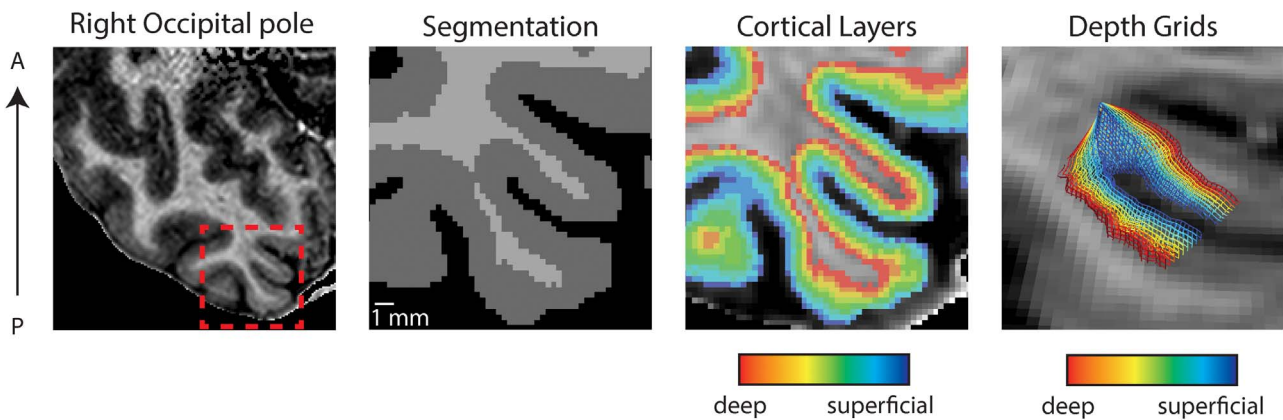 Right Occipital pole
Segmentation
Cortical Layers
Depth Grids
A
P
1 mm
deep
superficial
deep
superficial